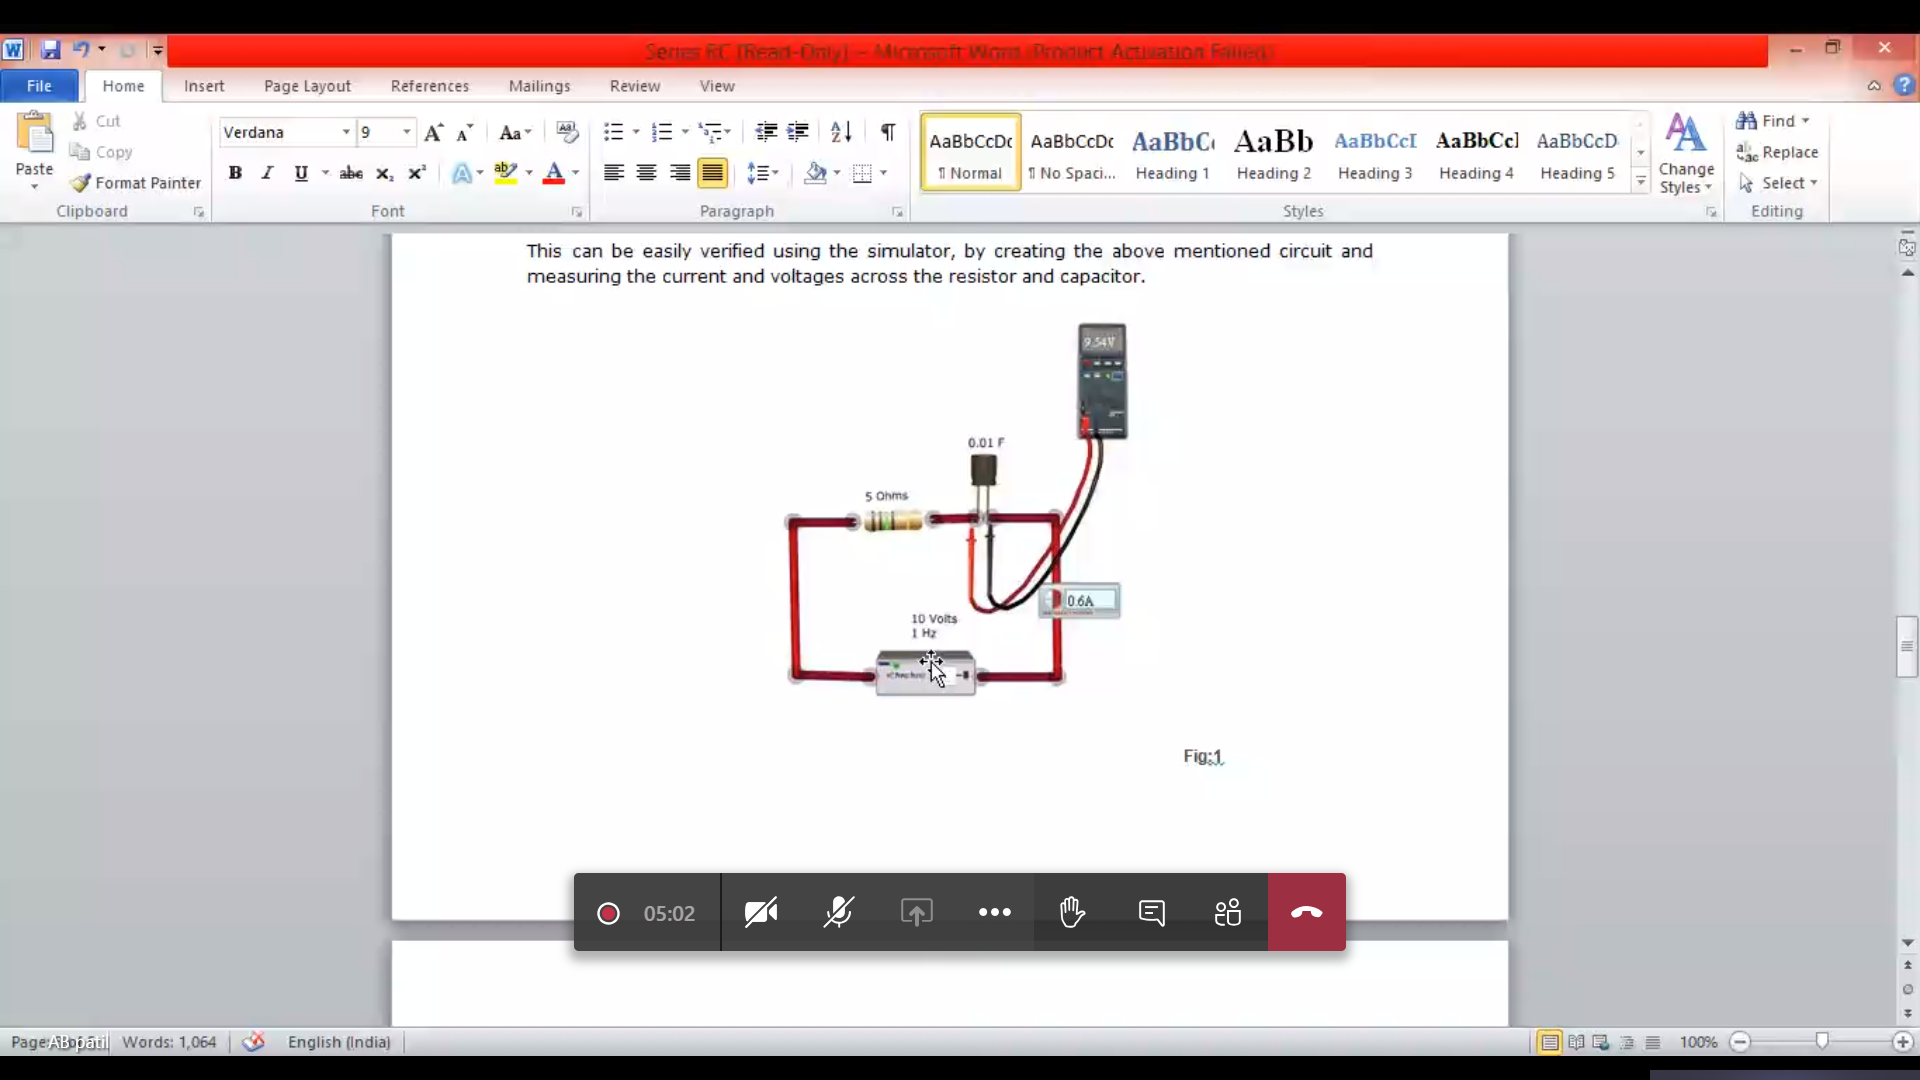 Series RC (Read-Only) - Microsoft Word (Product Activation Failed)
File Home Insert Page Layout References Mailings Review View
Paste
Cut
Copy
Format Painter
Clipboard
Verdana 9
Font
Paragraph
AaBbCcDc AaBbCcDc AaBbC AaBb AaBbCcI AaBbCcI AaBbCcD
¶ Normal ¶ No Spaci... Heading 1 Heading 2 Heading 3 Heading 4 Heading 5
Styles
Change Styles
Find
Replace
Select
Editing
This can be easily verified using the simulator, by creating the above mentioned circuit and
measuring the current and voltages across the resistor and capacitor.
9.54V
0.01 F
5 Ohms
0.6A
10 Volts
1 Hz
Fig:1
05:02
Page: AB patil Words: 1,064 English (India) 100%